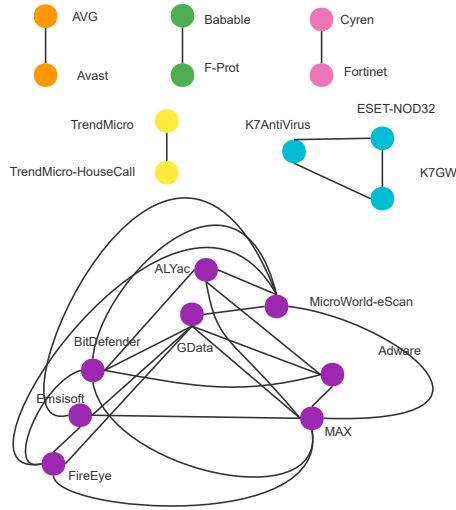 AVG
Babable
Cyren
Avast
F-Prot
Fortinet
ESET-NOD32
TrendMicro
K7AntiVirus
TrendMicro-HouseCall
K7GW
ALYac
MicroWorld-eScan
BitDefender
GData
Adware
Emsisoft
MAX
FireEye